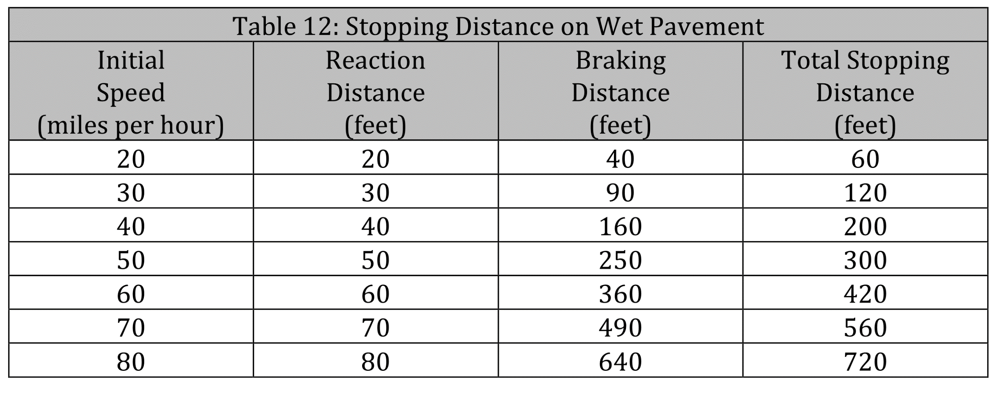 Table 12: Stopping Distance on Wet Pavement
Initial Speed (miles per hour) Reaction Distance (feet) Braking Distance (feet) Total Stopping Distance (feet)
20 20 40 60
30 30 90 120
40 40 160 200
50 50 250 300
60 60 360 420
70 70 490 560
80 80 640 720